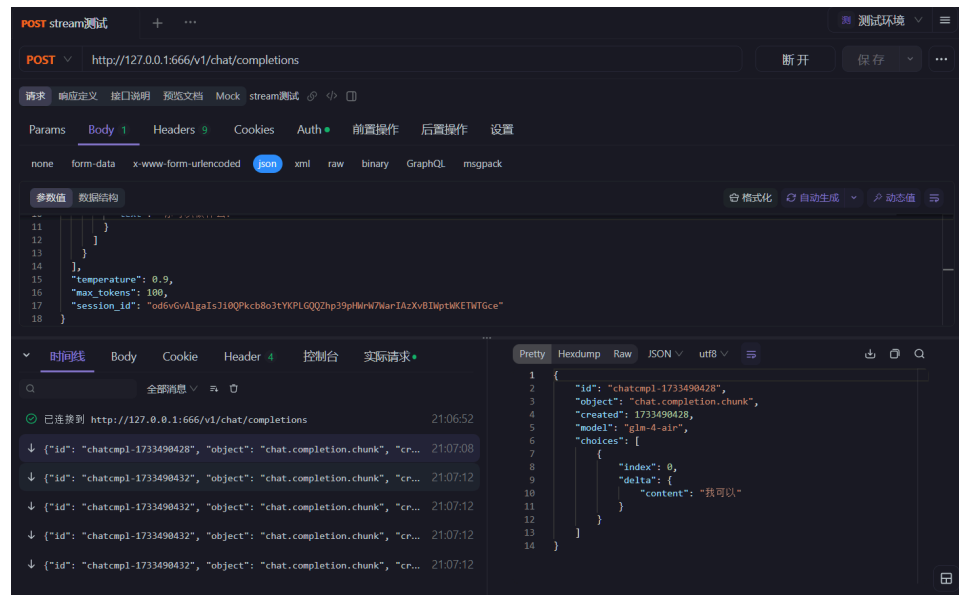 POST stream测试
测 测试环境
POST http://127.0.0.1:666/v1/chat/completions 断开 保存
请求 响应定义 接口说明 预览文档 Mock stream测试
Params Body 1 Headers 9 Cookies Auth 前置操作 后置操作 设置
none form-data x-www-form-urlencoded json xml raw binary GraphQL msgpack
参数值 数据结构 格式化 自动生成 动态值
11 }
12 ]
13 }
14 ],
15 "temperature": 0.9,
16 "max_tokens": 100,
17 "session_id": "od6vGvAlgaIsJi0QPkcb8o3tYKPLGQQZhp39pHWrW7WarIAzXvBIWptWKETWTGce"
18 }
时间线 Body Cookie Header 4 控制台 实际请求
全部消息
已连接到 http://127.0.0.1:666/v1/chat/completions 21:06:52
{"id": "chatcmpl-1733490428", "object": "chat.completion.chunk", "cr... 21:07:08
{"id": "chatcmpl-1733490432", "object": "chat.completion.chunk", "cr... 21:07:12
{"id": "chatcmpl-1733490432", "object": "chat.completion.chunk", "cr... 21:07:12
{"id": "chatcmpl-1733490432", "object": "chat.completion.chunk", "cr... 21:07:12
{"id": "chatcmpl-1733490432", "object": "chat.completion.chunk", "cr... 21:07:12
Pretty Hexdump Raw JSON utf8
1 {
2 "id": "chatcmpl-1733490428",
3 "object": "chat.completion.chunk",
4 "created": 1733490428,
5 "model": "glm-4-air",
6 "choices": [
7 {
8 "index": 0,
9 "delta": {
10 "content": "我可以"
11 }
12 }
13 ]
14 }